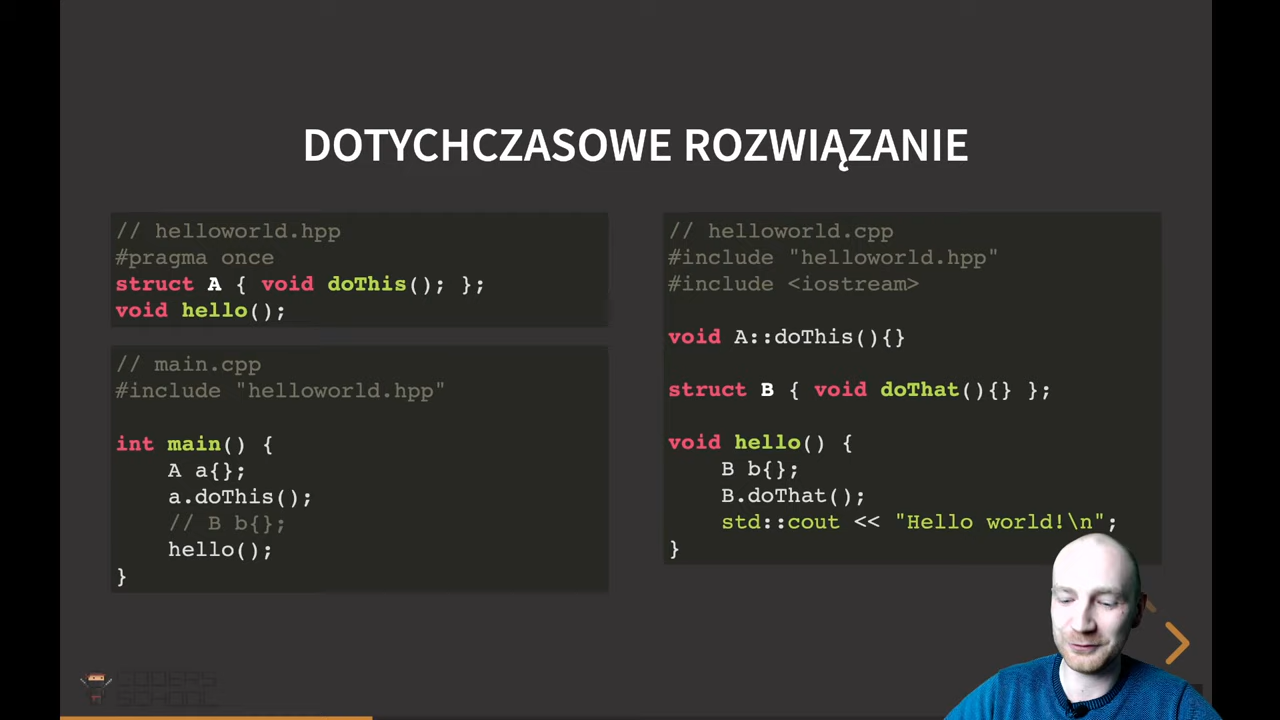 DOTYCHCZASOWE ROZWIĄZANIE
// helloworld.hpp
#pragma once
struct A { void doThis(); };
void hello();
// main.cpp
#include "helloworld.hpp"
int main() {
A a{};
a.doThis();
// B b{};
hello();
}
// helloworld.cpp
#include "helloworld.hpp"
#include <iostream>
void A::doThis(){}
struct B { void doThat(){} };
void hello() {
B b{};
B.doThat();
std::cout << "Hello world!\n";
}
CODERS
SCHOOL